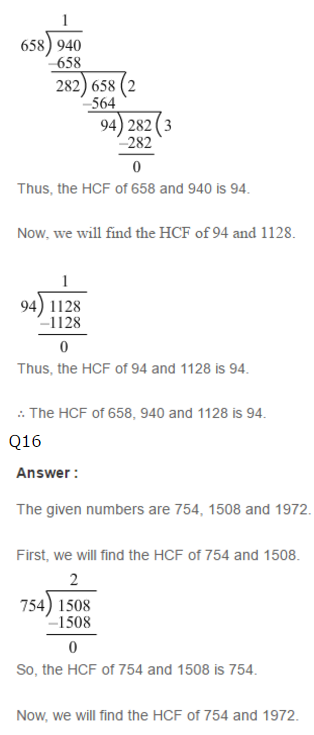 1
658) 940
–658
282) 658 (2
–564
94) 282 (3
–282
0
Thus, the HCF of 658 and 940 is 94.
Now, we will find the HCF of 94 and 1128.
1
94) 1128
–1128
0
Thus, the HCF of 94 and 1128 is 94.
∴ The HCF of 658, 940 and 1128 is 94.
Q16
Answer :
The given numbers are 754, 1508 and 1972.
First, we will find the HCF of 754 and 1508.
2
754) 1508
–1508
0
So, the HCF of 754 and 1508 is 754.
Now, we will find the HCF of 754 and 1972.